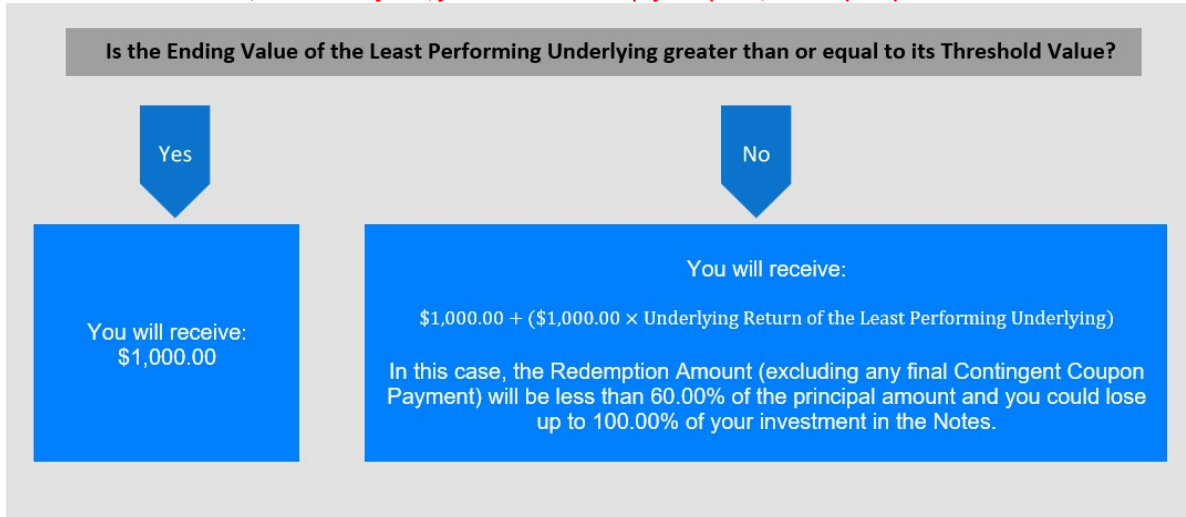 Is the Ending Value of the Least Performing Underlying greater than or equal to its Threshold Value?
Yes
No
You will receive:
$1,000.00
You will receive:
$1,000.00 + ($1,000.00 × Underlying Return of the Least Performing Underlying)
In this case, the Redemption Amount (excluding any final Contingent Coupon
Payment) will be less than 60.00% of the principal amount and you could lose
up to 100.00% of your investment in the Notes.